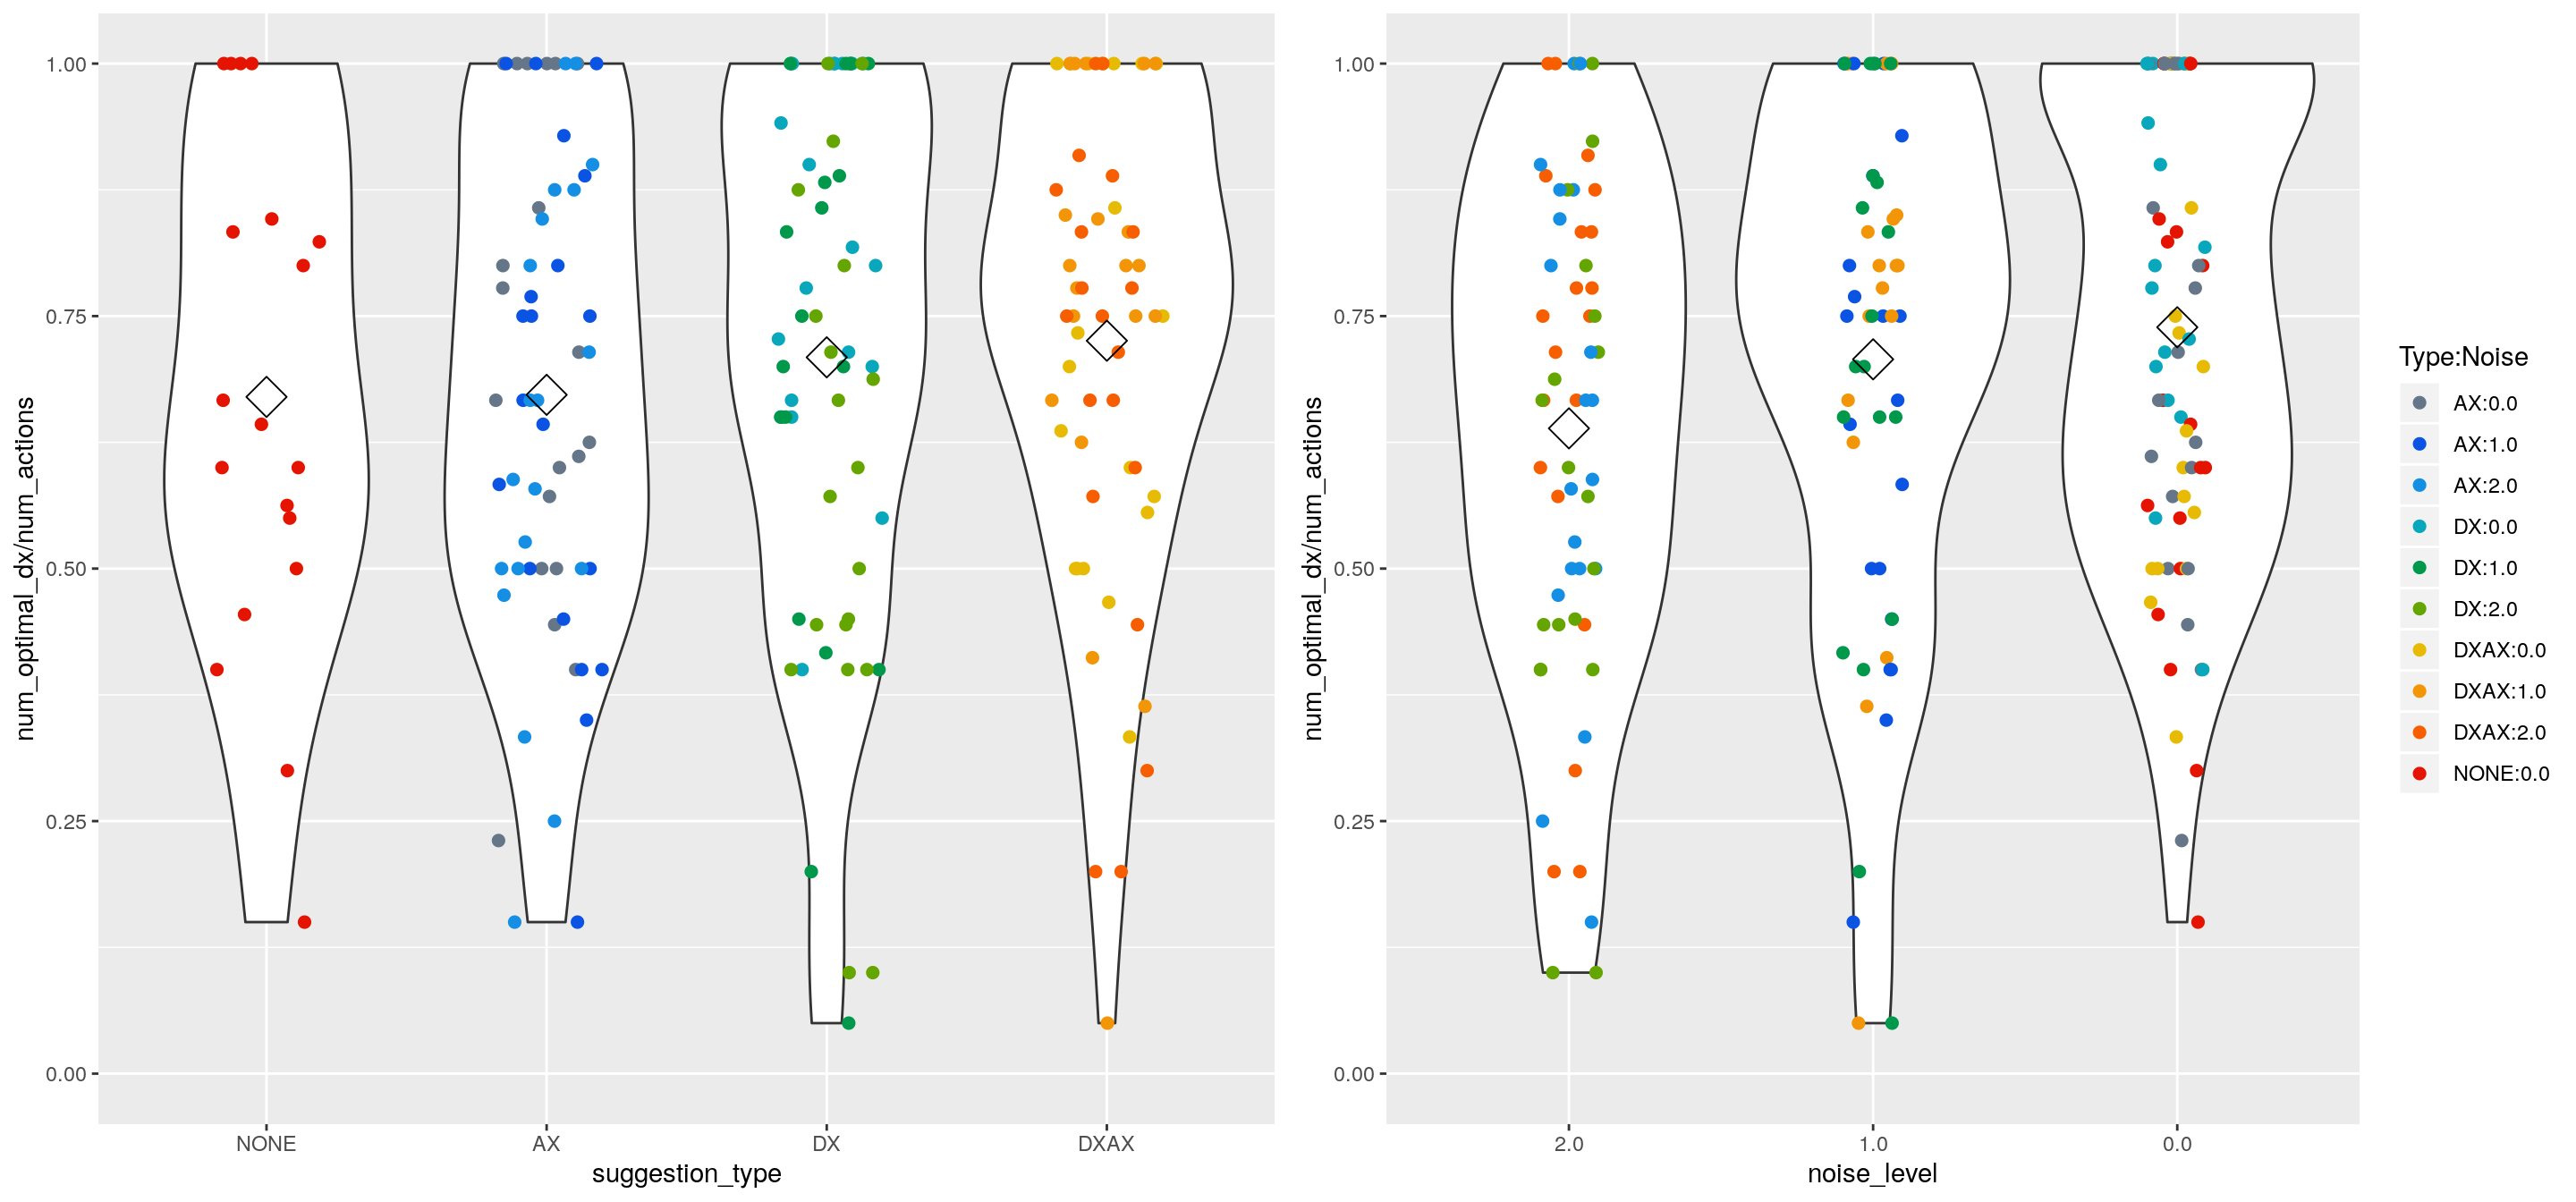 num_optimal_dx/num_actions
1.00
0.75
0.50
0.25
0.00
NONE
AX
DX
DXAX
suggestion_type
num_optimal_dx/num_actions
1.00
0.75
0.50
0.25
0.00
2.0
1.0
0.0
noise_level
Type:Noise
AX:0.0
AX:1.0
AX:2.0
DX:0.0
DX:1.0
DX:2.0
DXAX:0.0
DXAX:1.0
DXAX:2.0
NONE:0.0